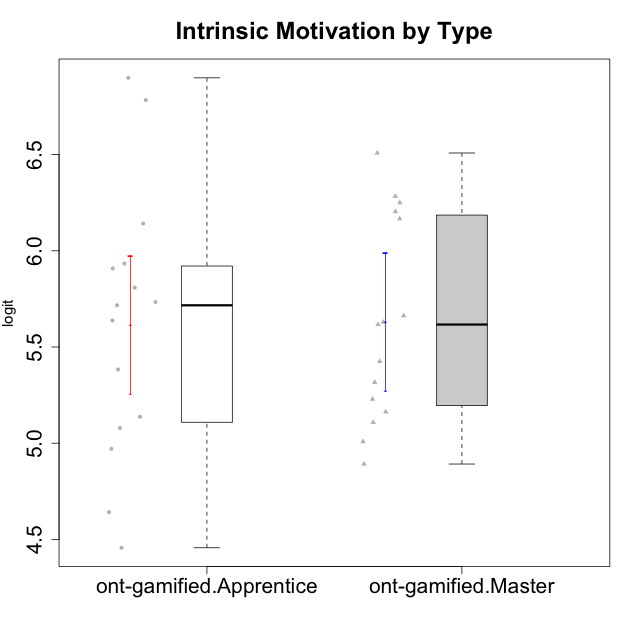 Intrinsic Motivation by Type
logit
6.5
6.0
5.5
5.0
4.5
ont-gamified.Apprentice
ont-gamified.Master